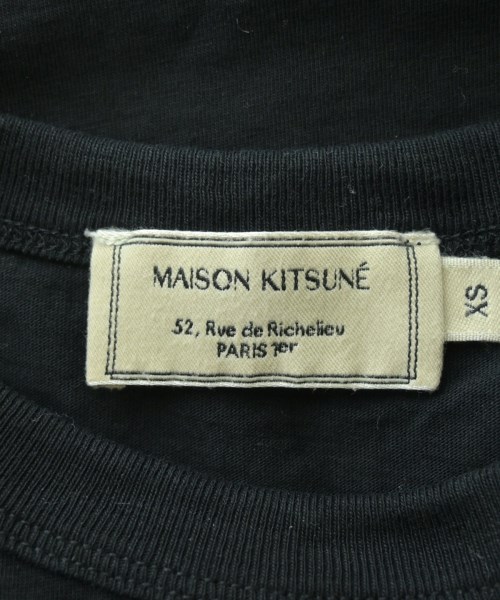 MAISON KITSUNÉ
52, Rue de Richelieu
PARIS 1er
XS